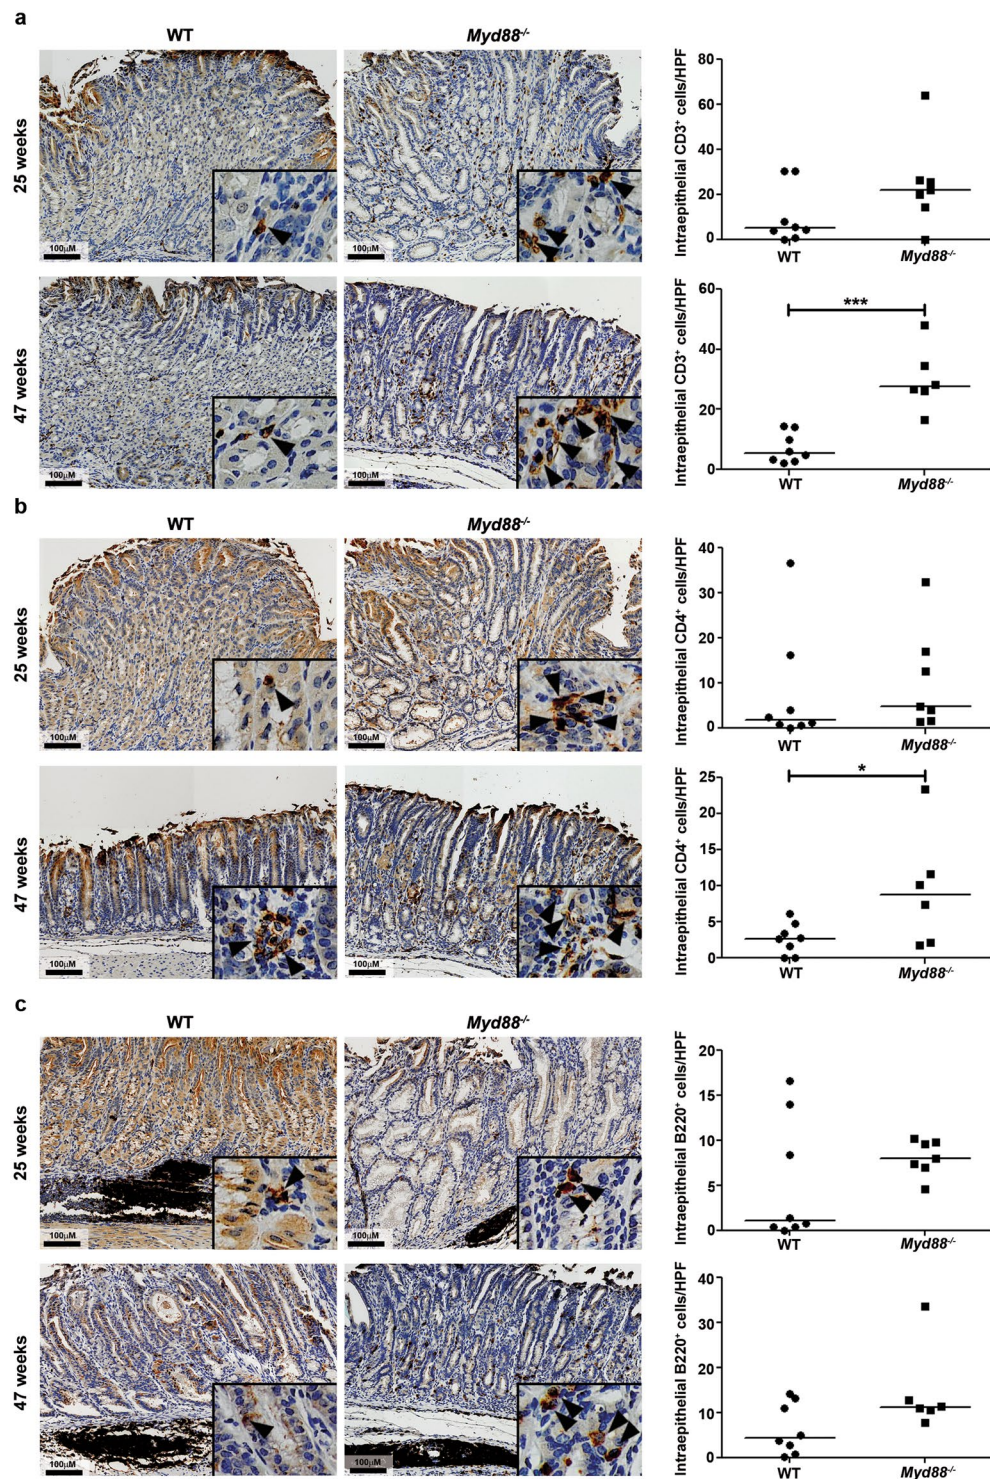 a
WT
Myd88-/-
25 weeks
100µM
100µM
Intraepithelial CD3+ cells/HPF
80
60
40
20
0
WT
Myd88-/-
47 weeks
100µM
100µM
Intraepithelial CD3+ cells/HPF
60
40
20
0
***
WT
Myd88-/-
b
WT
Myd88-/-
25 weeks
100µM
100µM
Intraepithelial CD4+ cells/HPF
40
30
20
10
0
WT
Myd88-/-
47 weeks
100µM
100µM
Intraepithelial CD4+ cells/HPF
25
20
15
10
5
0
*
WT
Myd88-/-
c
WT
Myd88-/-
25 weeks
100µM
100µM
Intraepithelial B220+ cells/HPF
20
15
10
5
0
WT
Myd88-/-
47 weeks
100µM
100µM
Intraepithelial B220+ cells/HPF
40
30
20
10
0
WT
Myd88-/-